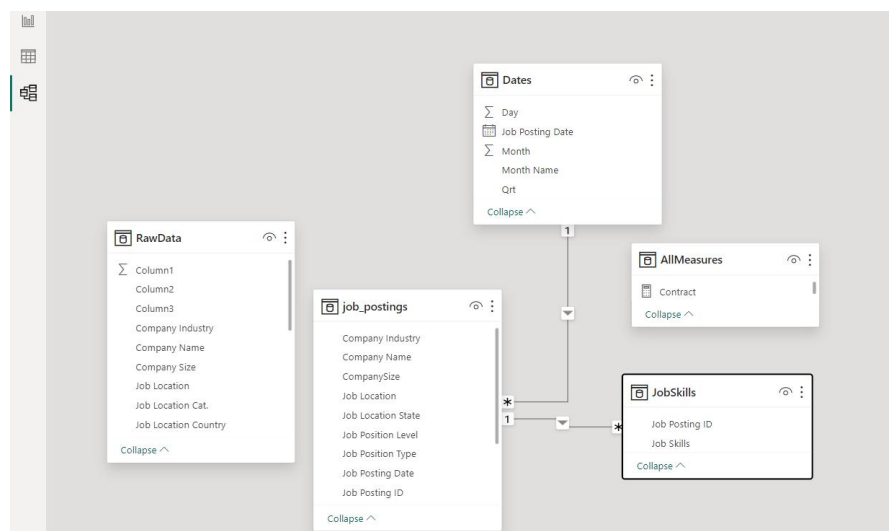 Dates
Day
Job Posting Date
Month
Month Name
Qrt
Collapse
1
RawData
Column1
Column2
Column3
Company Industry
Company Name
Company Size
Job Location
Job Location Cat.
Job Location Country
Collapse
AllMeasures
Contract
Collapse
job_postings
Company Industry
Company Name
CompanySize
Job Location
Job Location State
Job Position Level
Job Position Type
Job Posting Date
Job Posting ID
Collapse
*
1
*
JobSkills
Job Posting ID
Job Skills
Collapse